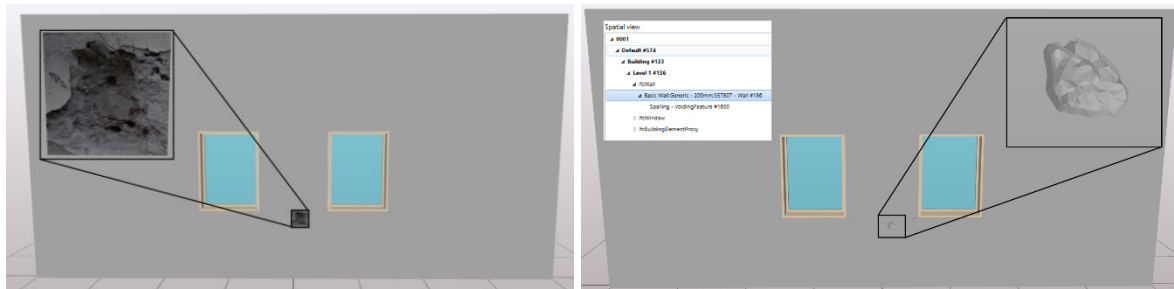 Spatial view
0001
Default #574
Building #123
Level 1 #136
IfcWall
Basic Wall:Generic - 200mm:357807 - Wall #186
Spalling - VoidingFeature #1600
IfcWindow
IfcBuildingElementProxy